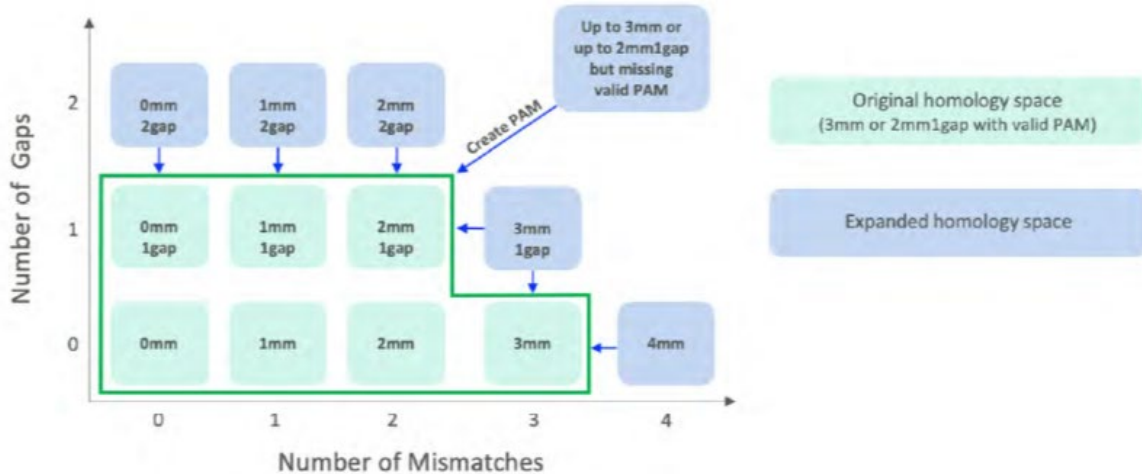 Number of Gaps
2
1
0
0mm
2gap
1mm
2gap
2mm
2gap
Create PAM
Up to 3mm or
up to 2mm1gap
but missing
valid PAM
0mm
1gap
1mm
1gap
2mm
1gap
3mm
1gap
0mm
1mm
2mm
3mm
4mm
0
1
2
3
4
Number of Mismatches
Original homology space
(3mm or 2mm1gap with valid PAM)
Expanded homology space